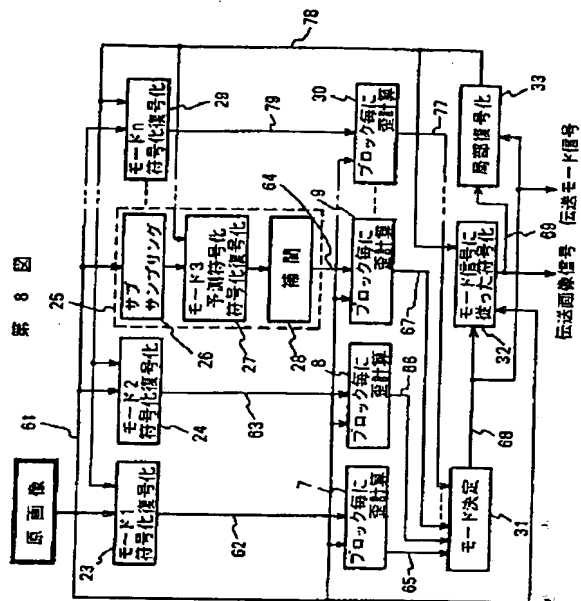 第 8 図
原画像
61
25
78
モード1
符号化復号化
23
モード2
符号化復号化
24
サブ
サンプリング
26
モード3
予測符号化
符号化復号化
27
補間
28
モードn
符号化復号化
29
62
63
64
79
7
ブロック毎に
歪計算
8
ブロック毎に
歪計算
9
ブロック毎に
歪計算
30
ブロック毎に
歪計算
65
66
67
77
モード決定
31
68
モード信号に
従った符号化
32
69
局部復号化
33
伝送画像信号
伝送モード信号